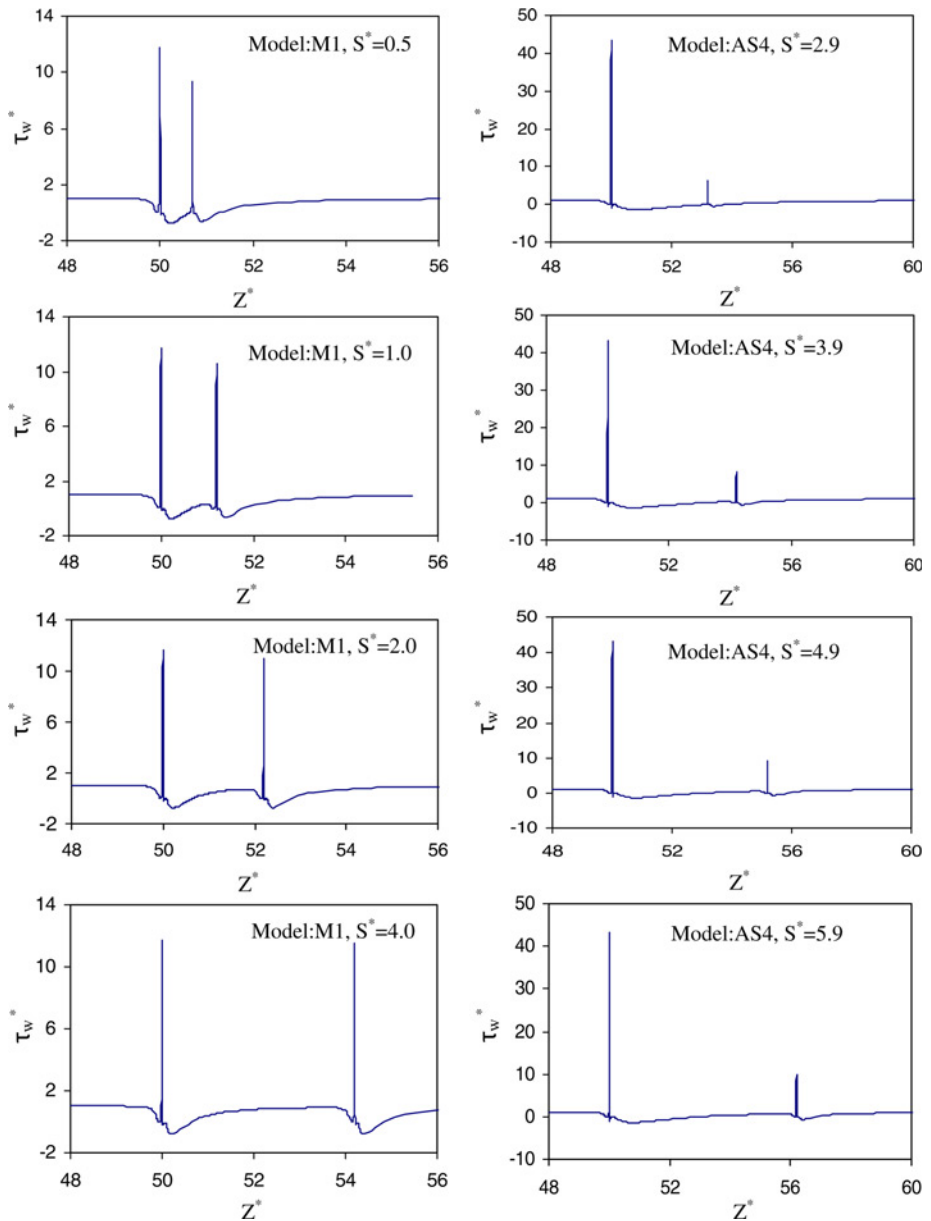 14
10
6
2
-2
τw*
Model:M1, S*=0.5
48 50 52 54 56
Z*
50
40
30
20
10
0
-10
τw*
Model:AS4, S*=2.9
48 52 56 60
Z*
14
10
6
2
-2
τw*
Model:M1, S*=1.0
48 50 52 54 56
Z*
50
40
30
20
10
0
-10
τw*
Model:AS4, S*=3.9
48 52 56 60
Z*
14
10
6
2
-2
τw*
Model:M1, S*=2.0
48 50 52 54 56
Z*
50
40
30
20
10
0
-10
τw*
Model:AS4, S*=4.9
48 52 56 60
Z*
14
10
6
2
-2
τw*
Model:M1, S*=4.0
48 50 52 54 56
Z*
50
40
30
20
10
0
-10
τw*
Model:AS4, S*=5.9
48 52 56 60
Z*